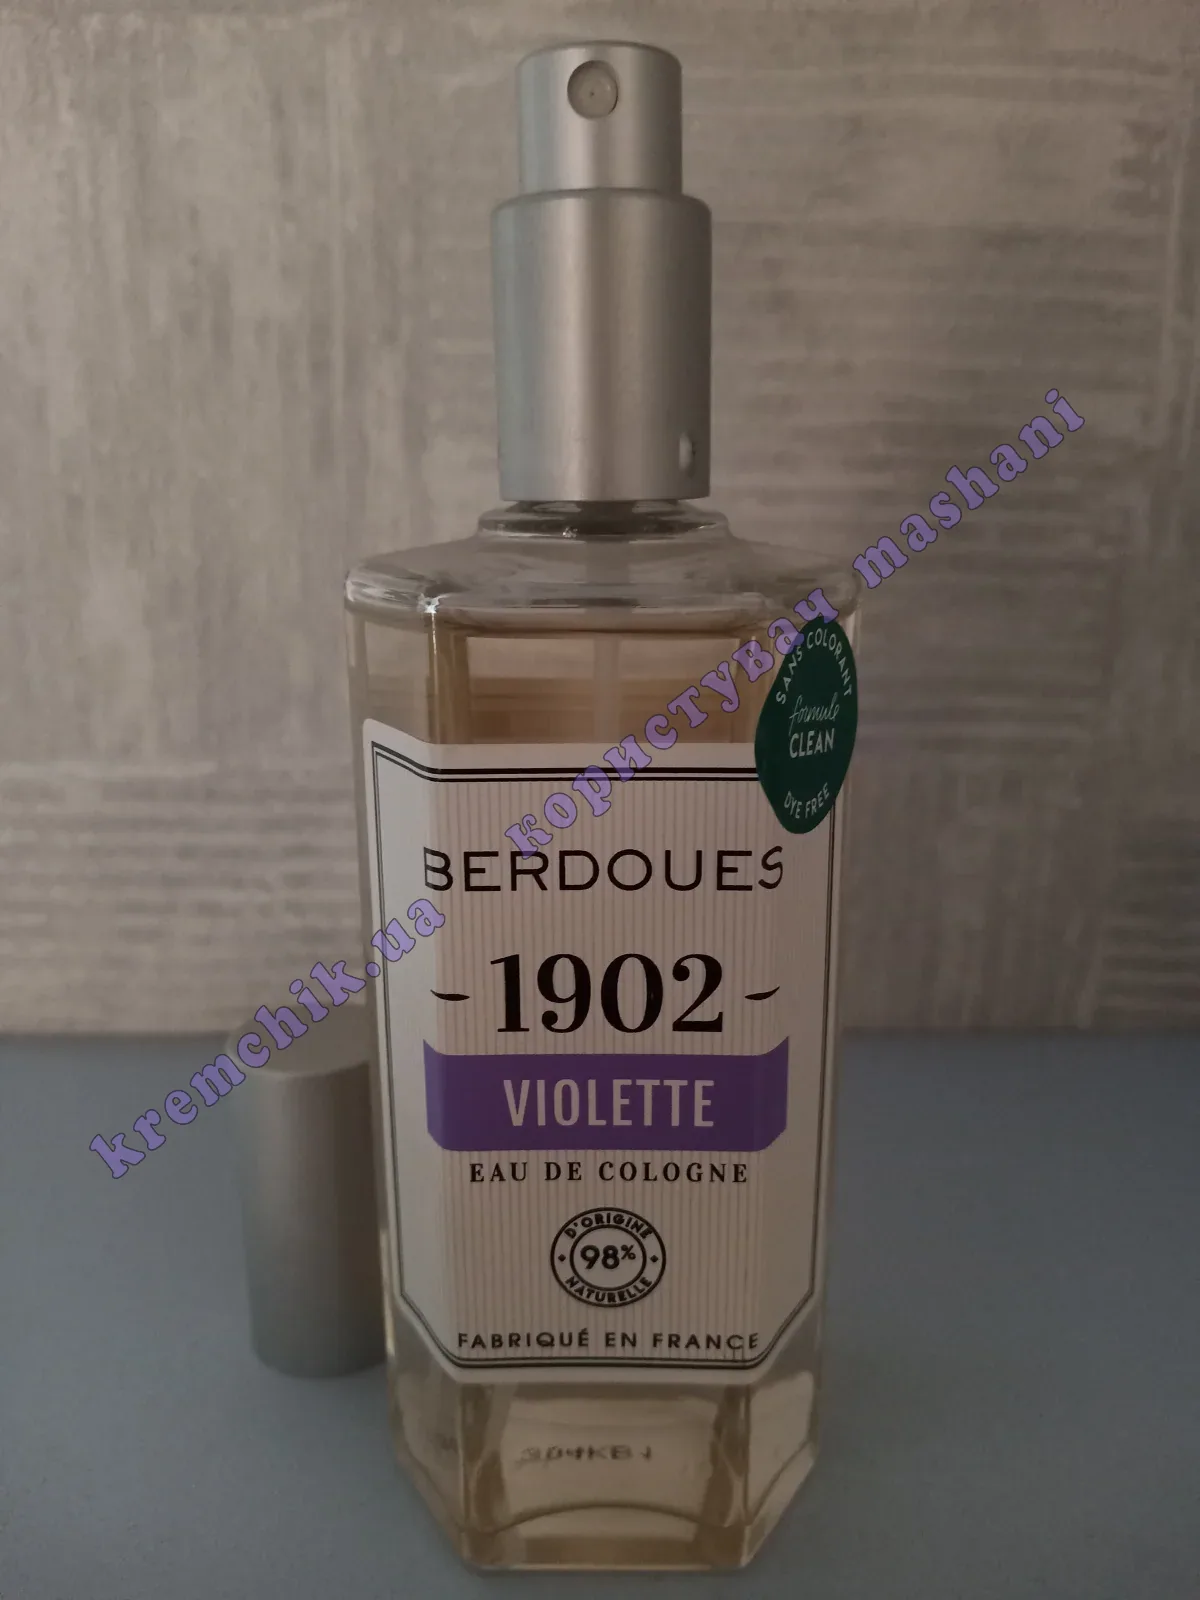 SANS COLORANT
formule
CLEAN
DYE FREE
BERDOUES
-1902-
VIOLETTE
EAU DE COLOGNE
D'ORIGINE
98%
NATURELLE
FABRIQUÉ EN FRANCE
kremchik.ua користувач mashani